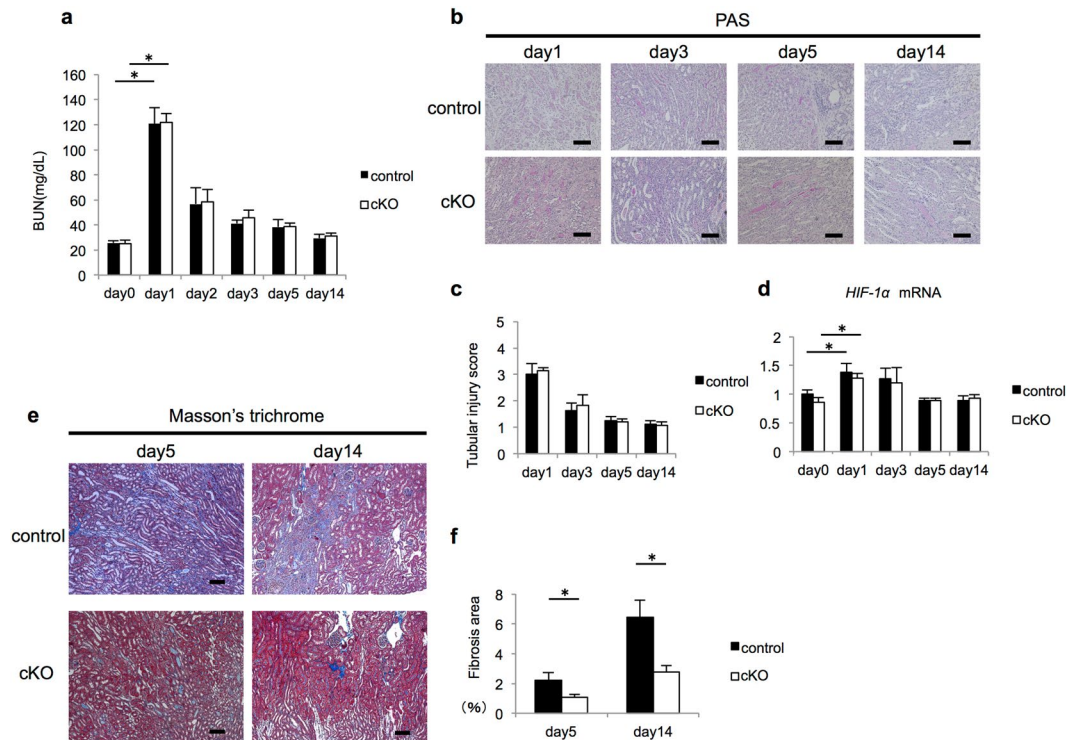 a
*
*
160
140
120
100
80
60
40
20
0
BUN(mg/dL)
day0 day1 day2 day3 day5 day14
control
cKO
b
PAS
day1 day3 day5 day14
control
cKO
c
6
5
4
3
2
1
0
Tubular injury score
day1 day3 day5 day14
control
cKO
d
HIF-1α mRNA
*
*
2
1.5
1
0.5
0
day0 day1 day3 day5 day14
control
cKO
e
Masson's trichrome
day5 day14
control
cKO
f
*
*
8
6
4
2
0
Fibrosis area
(%)
day5 day14
control
cKO